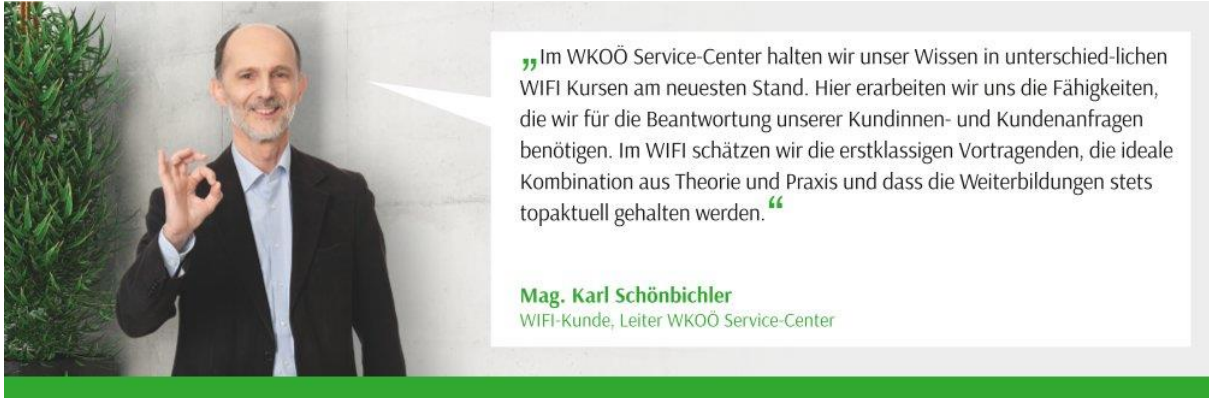 „Im WKOÖ Service-Center halten wir unser Wissen in unterschied-lichen
WIFI Kursen am neuesten Stand. Hier erarbeiten wir uns die Fähigkeiten,
die wir für die Beantwortung unserer Kundinnen- und Kundenanfragen
benötigen. Im WIFI schätzen wir die erstklassigen Vortragenden, die ideale
Kombination aus Theorie und Praxis und dass die Weiterbildungen stets
topaktuell gehalten werden.“
Mag. Karl Schönbichler
WIFI-Kunde, Leiter WKOÖ Service-Center